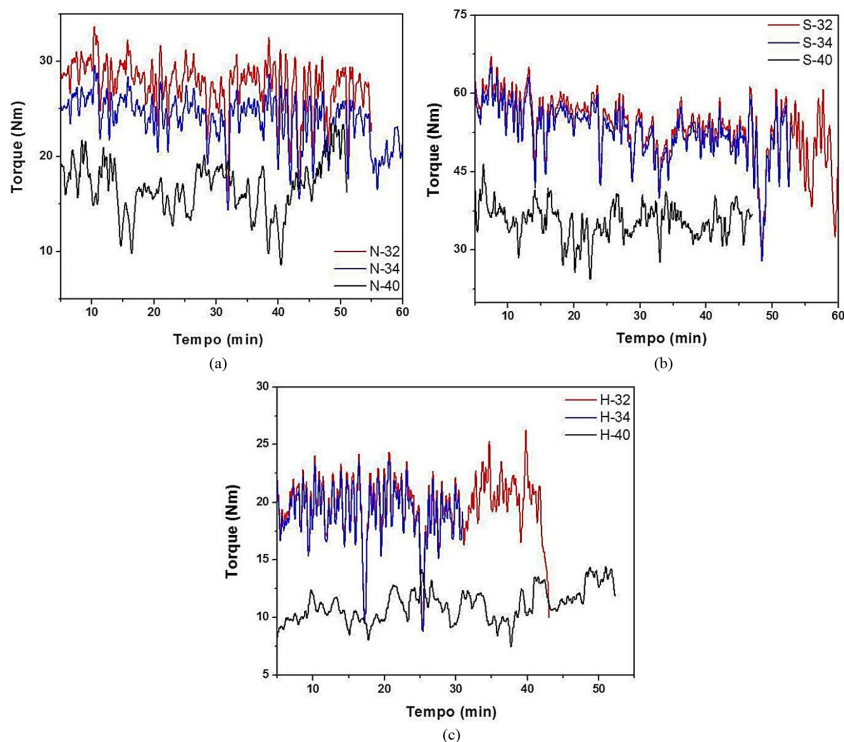 Torque (Nm)
30
20
10
N-32
N-34
N-40
10 20 30 40 50 60
Tempo (min)
(a)
Torque (Nm)
75
60
45
30
S-32
S-34
S-40
10 20 30 40 50 60
Tempo (min)
(b)
Torque (Nm)
30
25
20
15
10
5
H-32
H-34
H-40
10 20 30 40 50
Tempo (min)
(c)